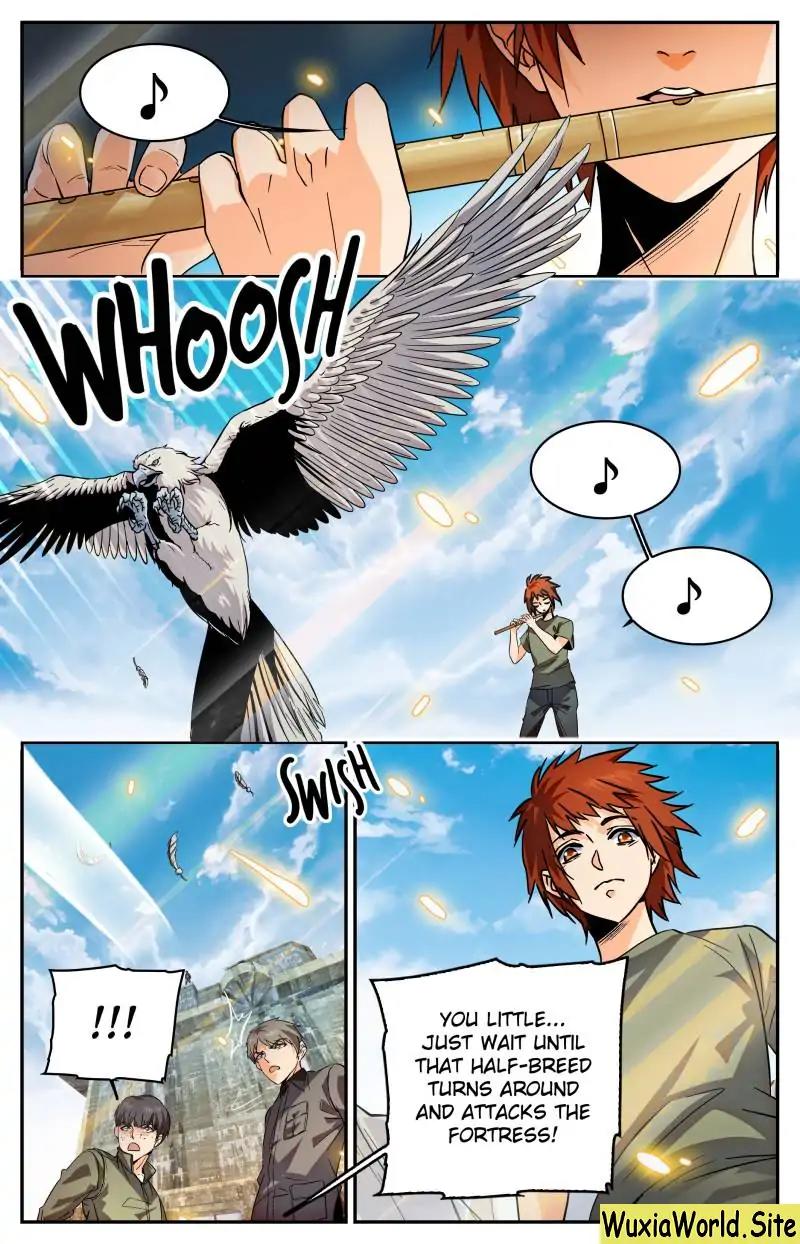 ♪
WHOOSH
♪
♪
SWISH
!!!
YOU LITTLE...
JUST WAIT UNTIL
THAT HALF-BREED
TURNS AROUND
AND ATTACKS THE
FORTRESS!
WuxiaWorld.Site